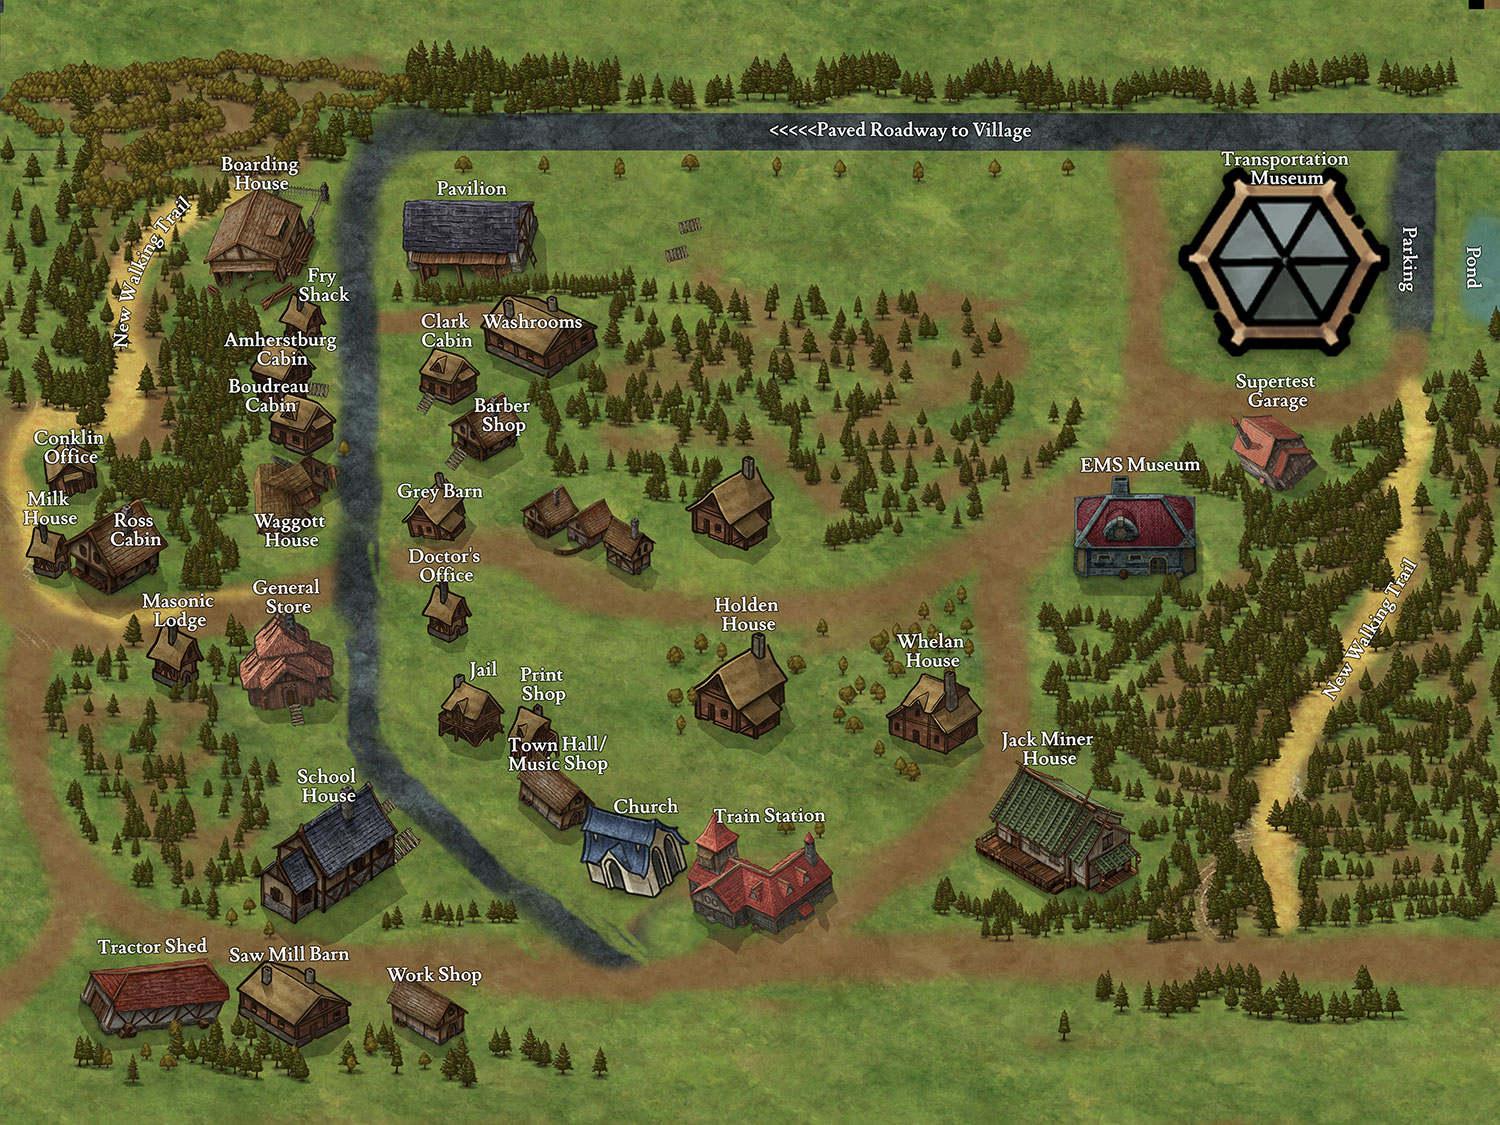 <<<<<Paved Roadway to Village
Boarding
House
Pavilion
Transportation
Museum
New Walking Trail
Parking
Pond
Fry
Shack
Amherstburg
Cabin
Clark
Cabin
Washrooms
Boudreau
Cabin
Barber
Shop
Supertest
Garage
Conklin
Office
EMS Museum
Milk
House
Ross
Cabin
Waggott
House
Grey Barn
Doctor's
Office
General
Store
Masonic
Lodge
Holden
House
Whelan
House
New Walking Trail
Jail
Print
Shop
Town Hall/
Music Shop
Jack Miner
House
School
House
Church
Train Station
Tractor Shed
Saw Mill Barn
Work Shop